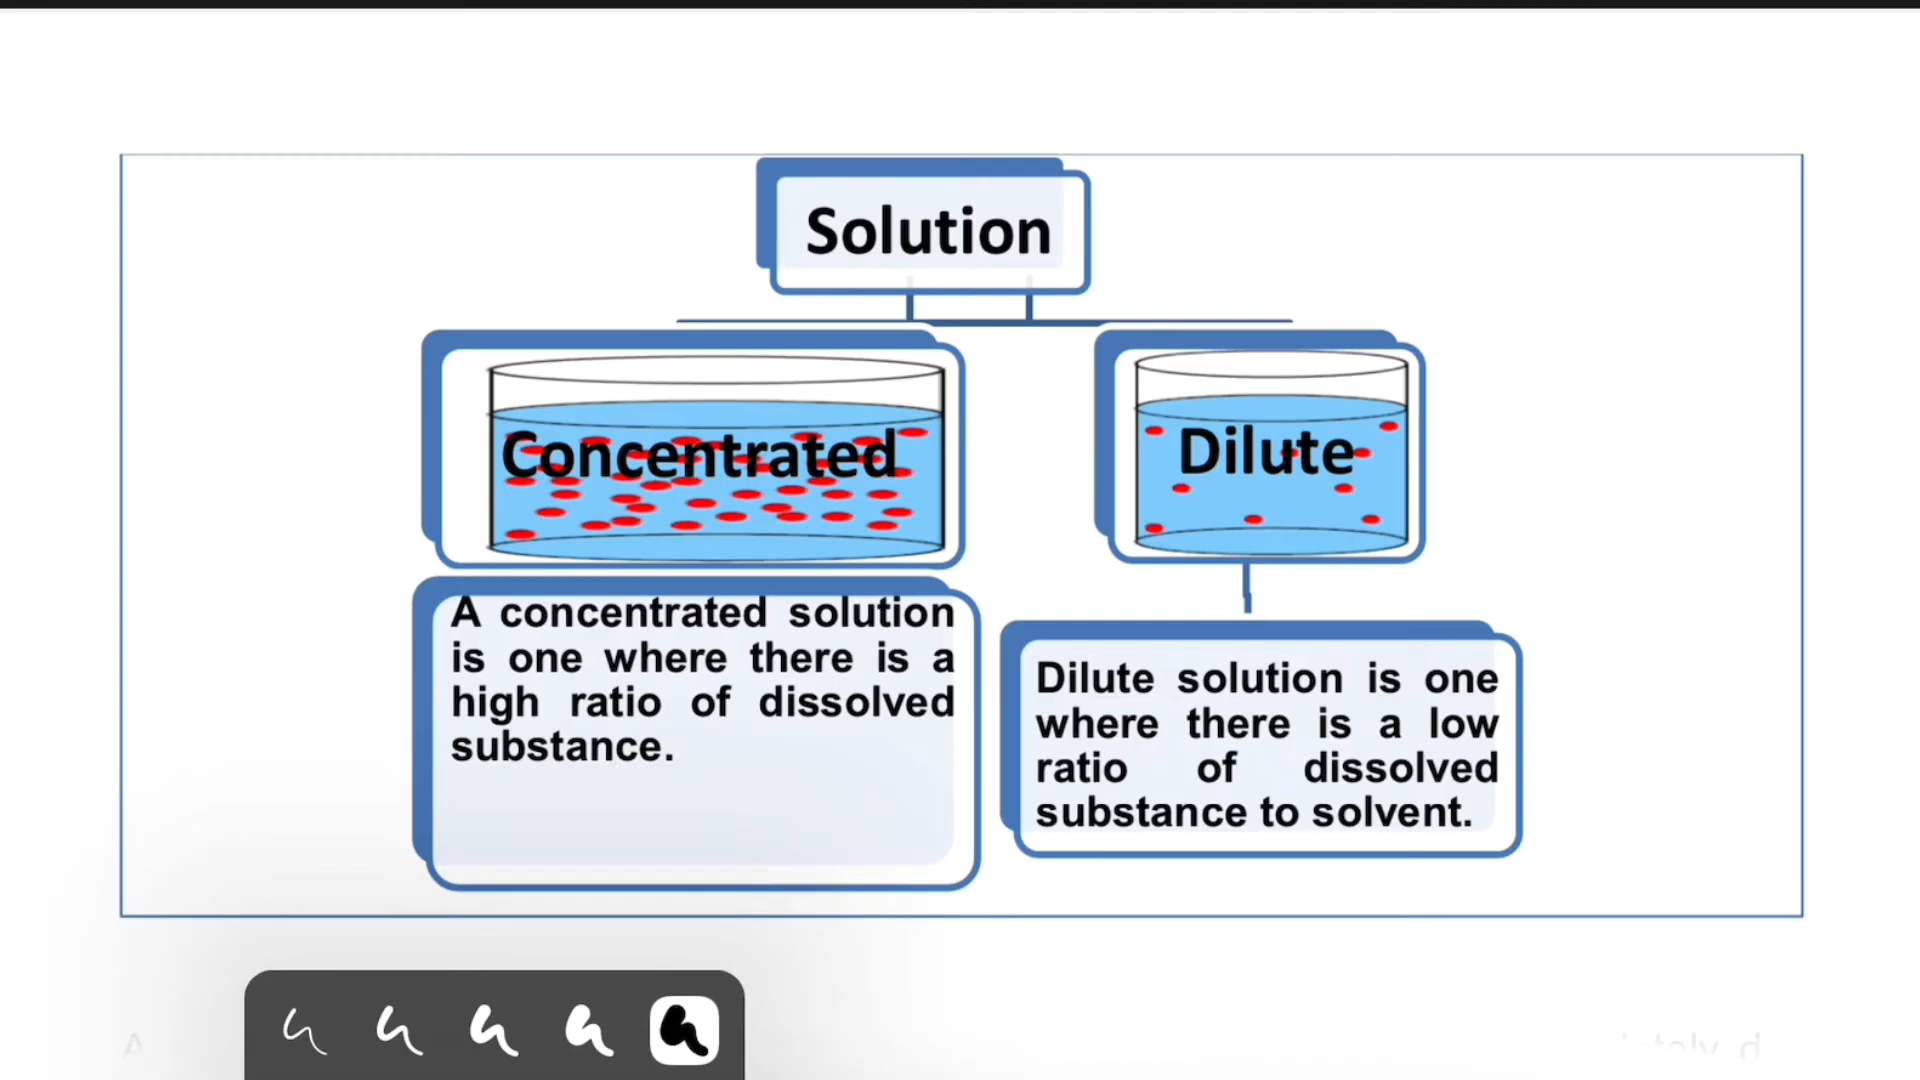 Solution
Concentrated
Dilute
A concentrated solution
is one where there is a
high ratio of dissolved
substance.
Dilute solution is one
where there is a low
ratio of dissolved
substance to solvent.